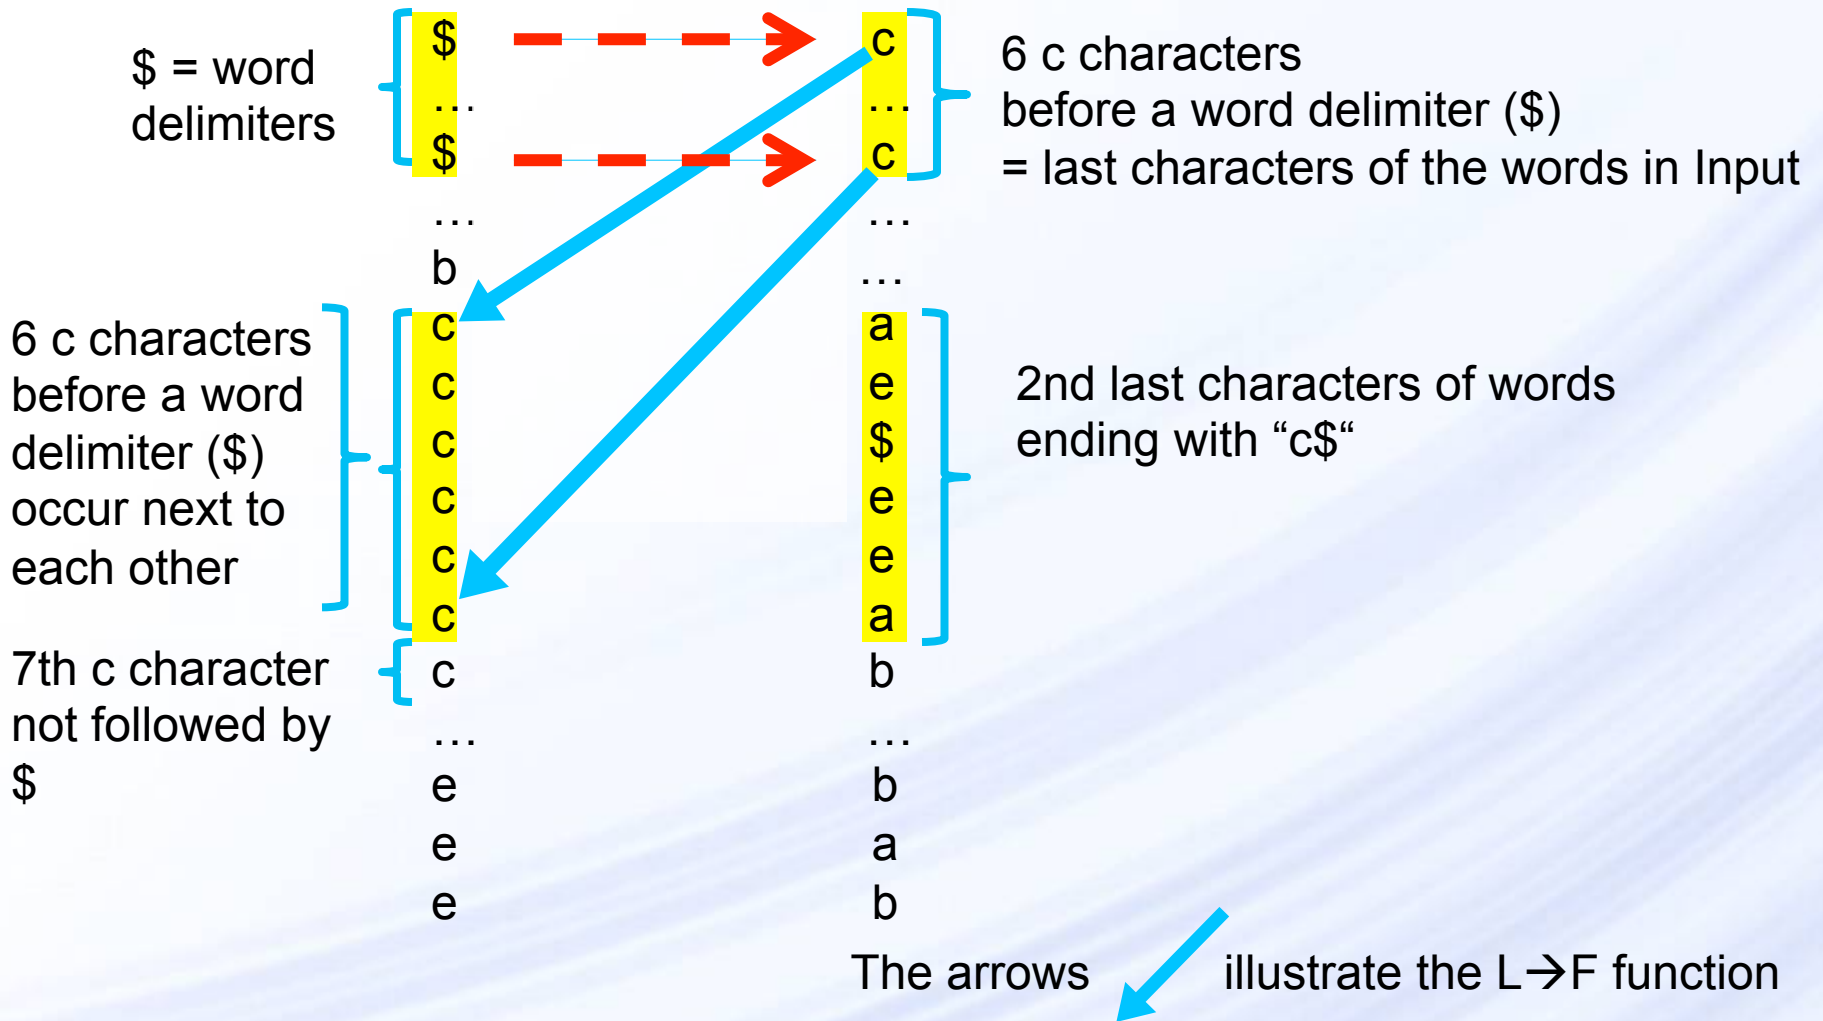 $ = word
delimiters
$
…
$
…
b
c
c
c
c
c
c
c
…
e
e
e
c
…
c
…
…
a
e
$
e
e
a
b
…
b
a
b
6 c characters
before a word delimiter ($)
= last characters of the words in Input
6 c characters
before a word
delimiter ($)
occur next to
each other
2nd last characters of words
ending with “c$“
7th c character
not followed by
$
The arrows illustrate the L→F function